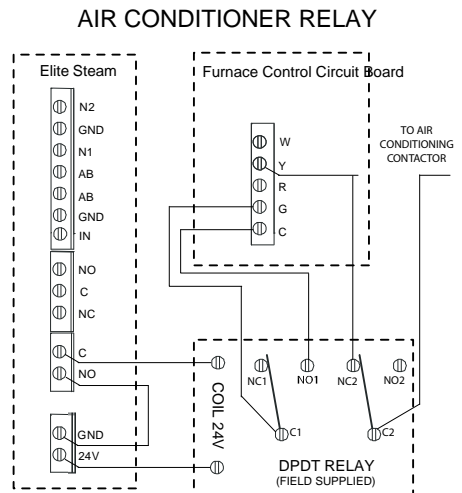 AIR CONDITIONER RELAY
Elite Steam
N2
GND
N1
AB
AB
GND
IN
NO
C
NC
C
NO
GND
24V
Furnace Control Circuit Board
W
Y
R
G
C
TO AIR
CONDITIONING
CONTACTOR
COIL 24V
NC1
NO1
NC2
NO2
C1
C2
DPDT RELAY
(FIELD SUPPLIED)